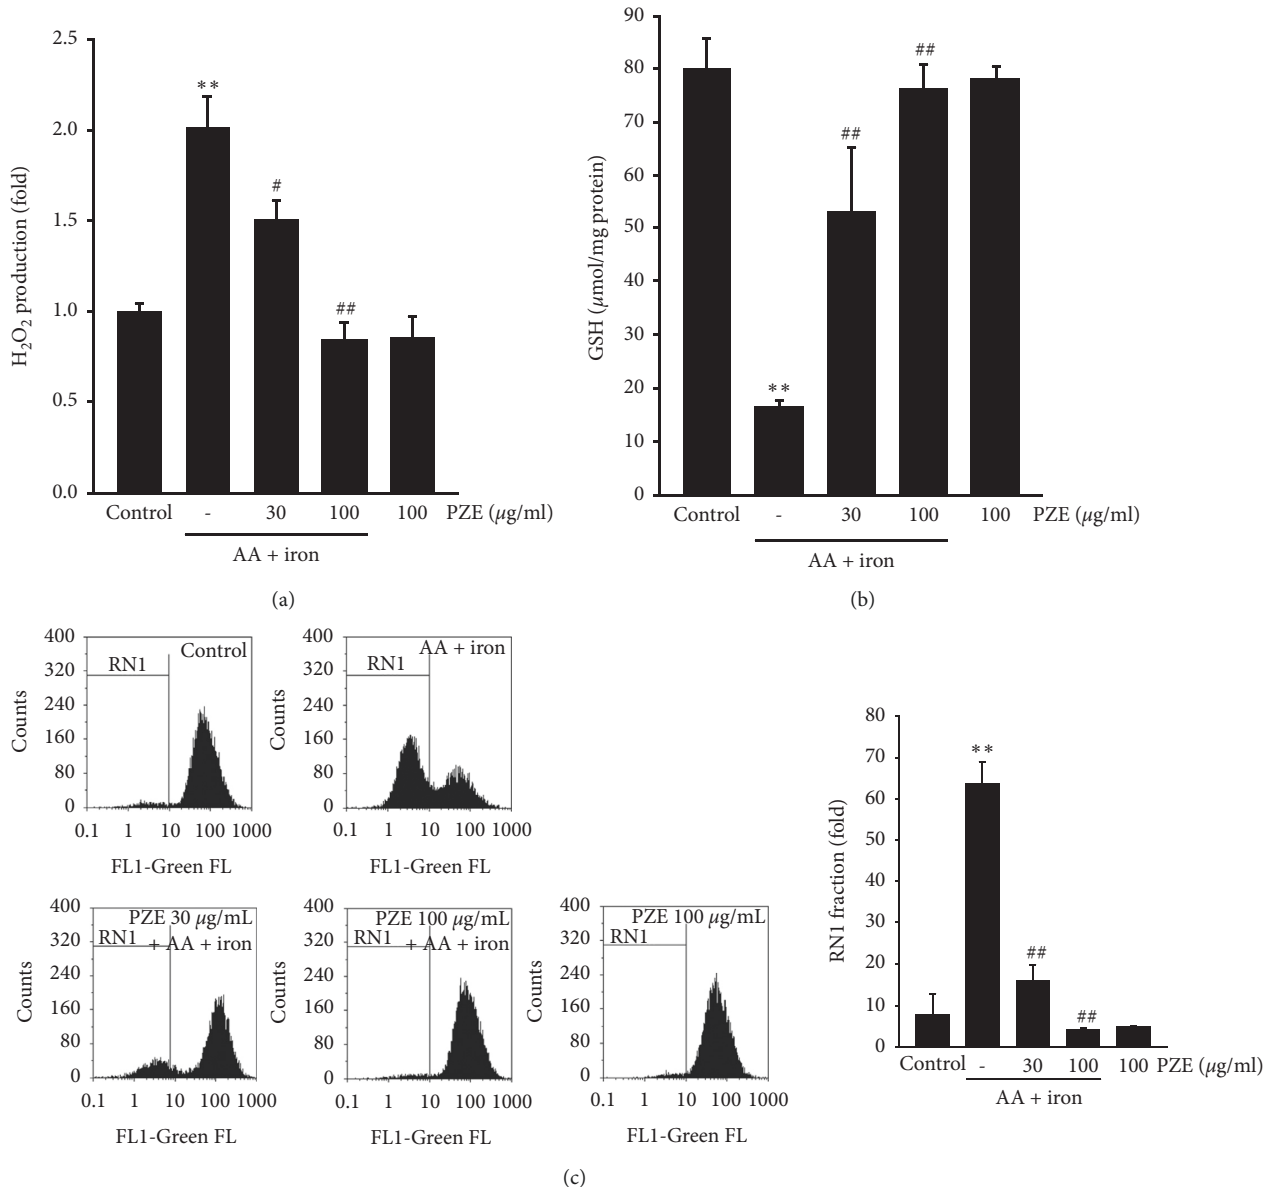 2.5
2.0
1.5
1.0
0.5
0.0
H2O2 production (fold)
**
#
##
Control - 30 100 100 PZE (μg/ml)
AA + iron
(a)
90
80
70
60
50
40
30
20
10
0
GSH (μmol/mg protein)
**
##
##
Control - 30 100 100 PZE (μg/ml)
AA + iron
(b)
400
320
240
160
80
0
Counts
RN1
Control
0.1 1 10 100 1000
FL1-Green FL
400
320
240
160
80
0
Counts
RN1
AA + iron
0.1 1 10 100 1000
FL1-Green FL
400
320
240
160
80
0
Counts
PZE 30 μg/mL
RN1 + AA + iron
0.1 1 10 100 1000
FL1-Green FL
400
320
240
160
80
0
Counts
PZE 100 μg/mL
RN1 + AA + iron
0.1 1 10 100 1000
FL1-Green FL
400
320
240
160
80
0
Counts
PZE 100 μg/mL
RN1
0.1 1 10 100 1000
FL1-Green FL
80
70
60
50
40
30
20
10
0
RN1 fraction (fold)
**
##
##
Control - 30 100 100 PZE (μg/ml)
AA + iron
(c)